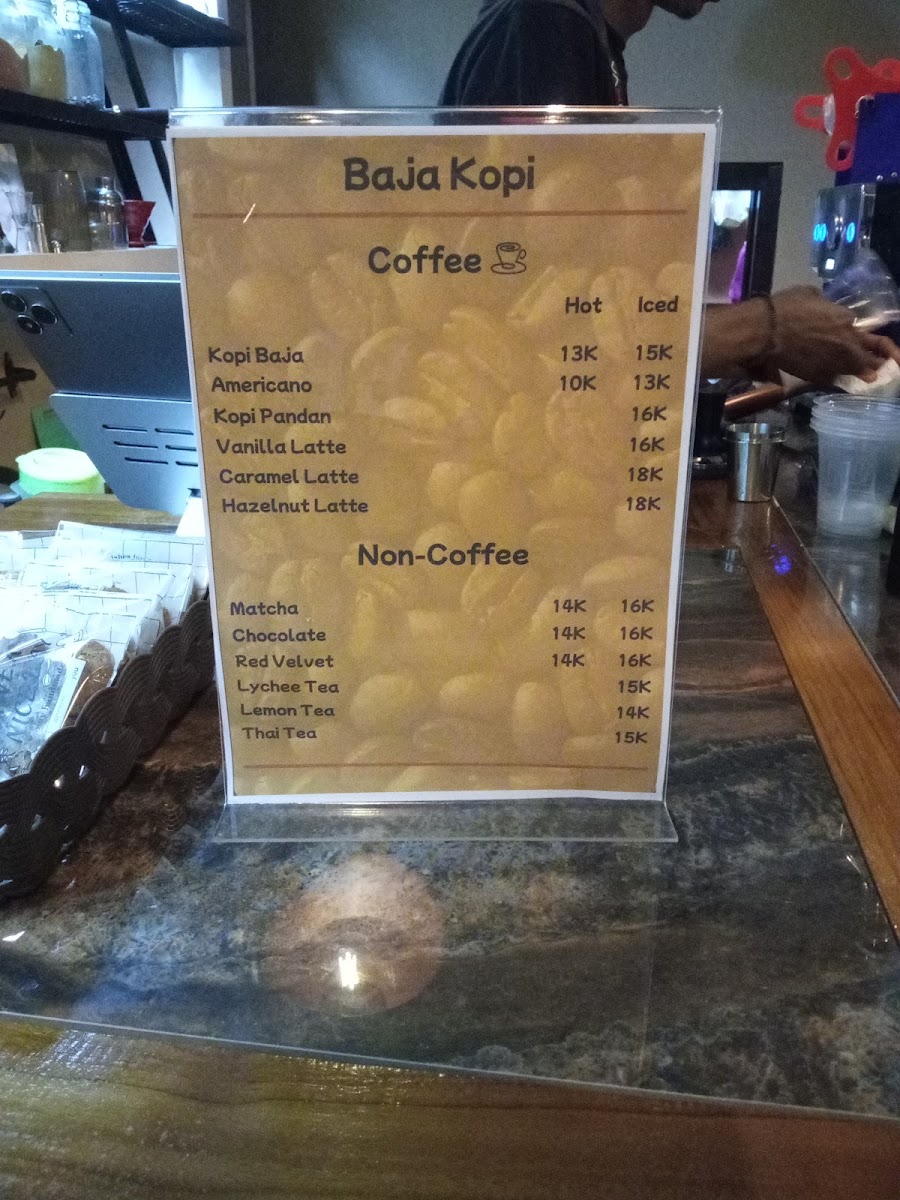 Baja Kopi
Coffee
Hot Iced
Kopi Baja 13K 15K
Americano 10K 13K
Kopi Pandan 16K
Vanilla Latte 16K
Caramel Latte 18K
Hazelnut Latte 18K
Non-Coffee
Matcha 14K 16K
Chocolate 14K 16K
Red Velvet 14K 16K
Lychee Tea 15K
Lemon Tea 14K
Thai Tea 15K